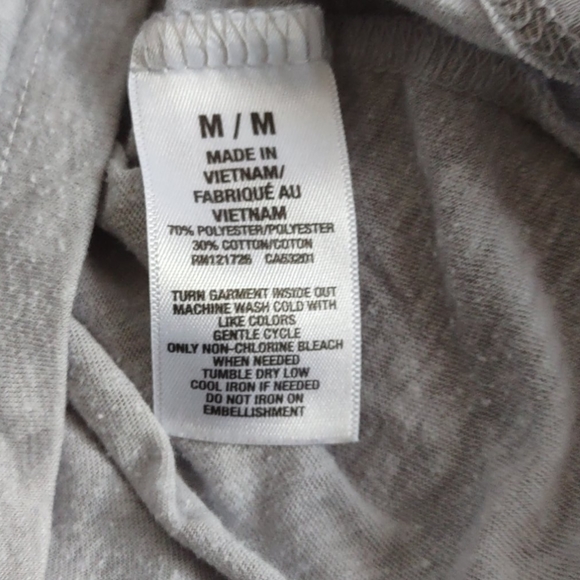 M / M
MADE IN
VIETNAM/
FABRIQUÉ AU
VIETNAM
70% POLYESTER/POLYESTER
30% COTTON/COTON
RN121726 CA53201
TURN GARMENT INSIDE OUT
MACHINE WASH COLD WITH
LIKE COLORS
GENTLE CYCLE
ONLY NON-CHLORINE BLEACH
WHEN NEEDED
TUMBLE DRY LOW
COOL IRON IF NEEDED
DO NOT IRON ON
EMBELLISHMENT